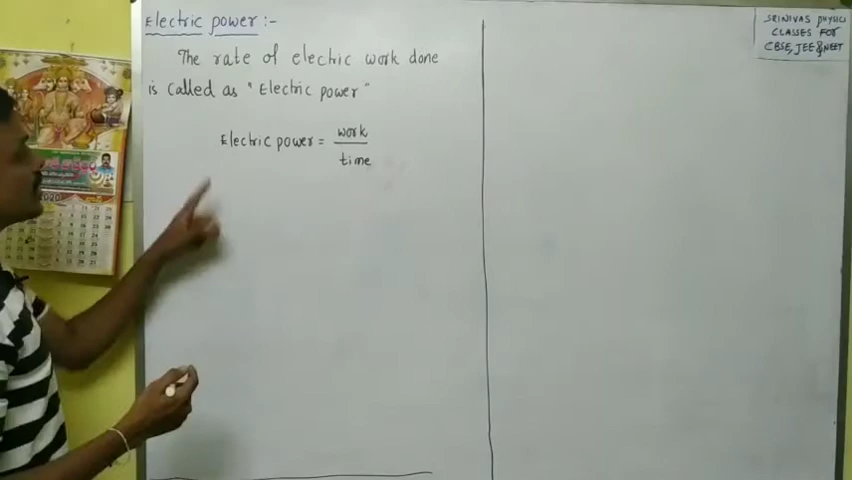 Electric power :-
The rate of electric work done
is called as "Electric power"
Electric power = work
time
SRINIVAS PHYSICS
CLASSES FOR
CBSE, JEE & NEET
2020